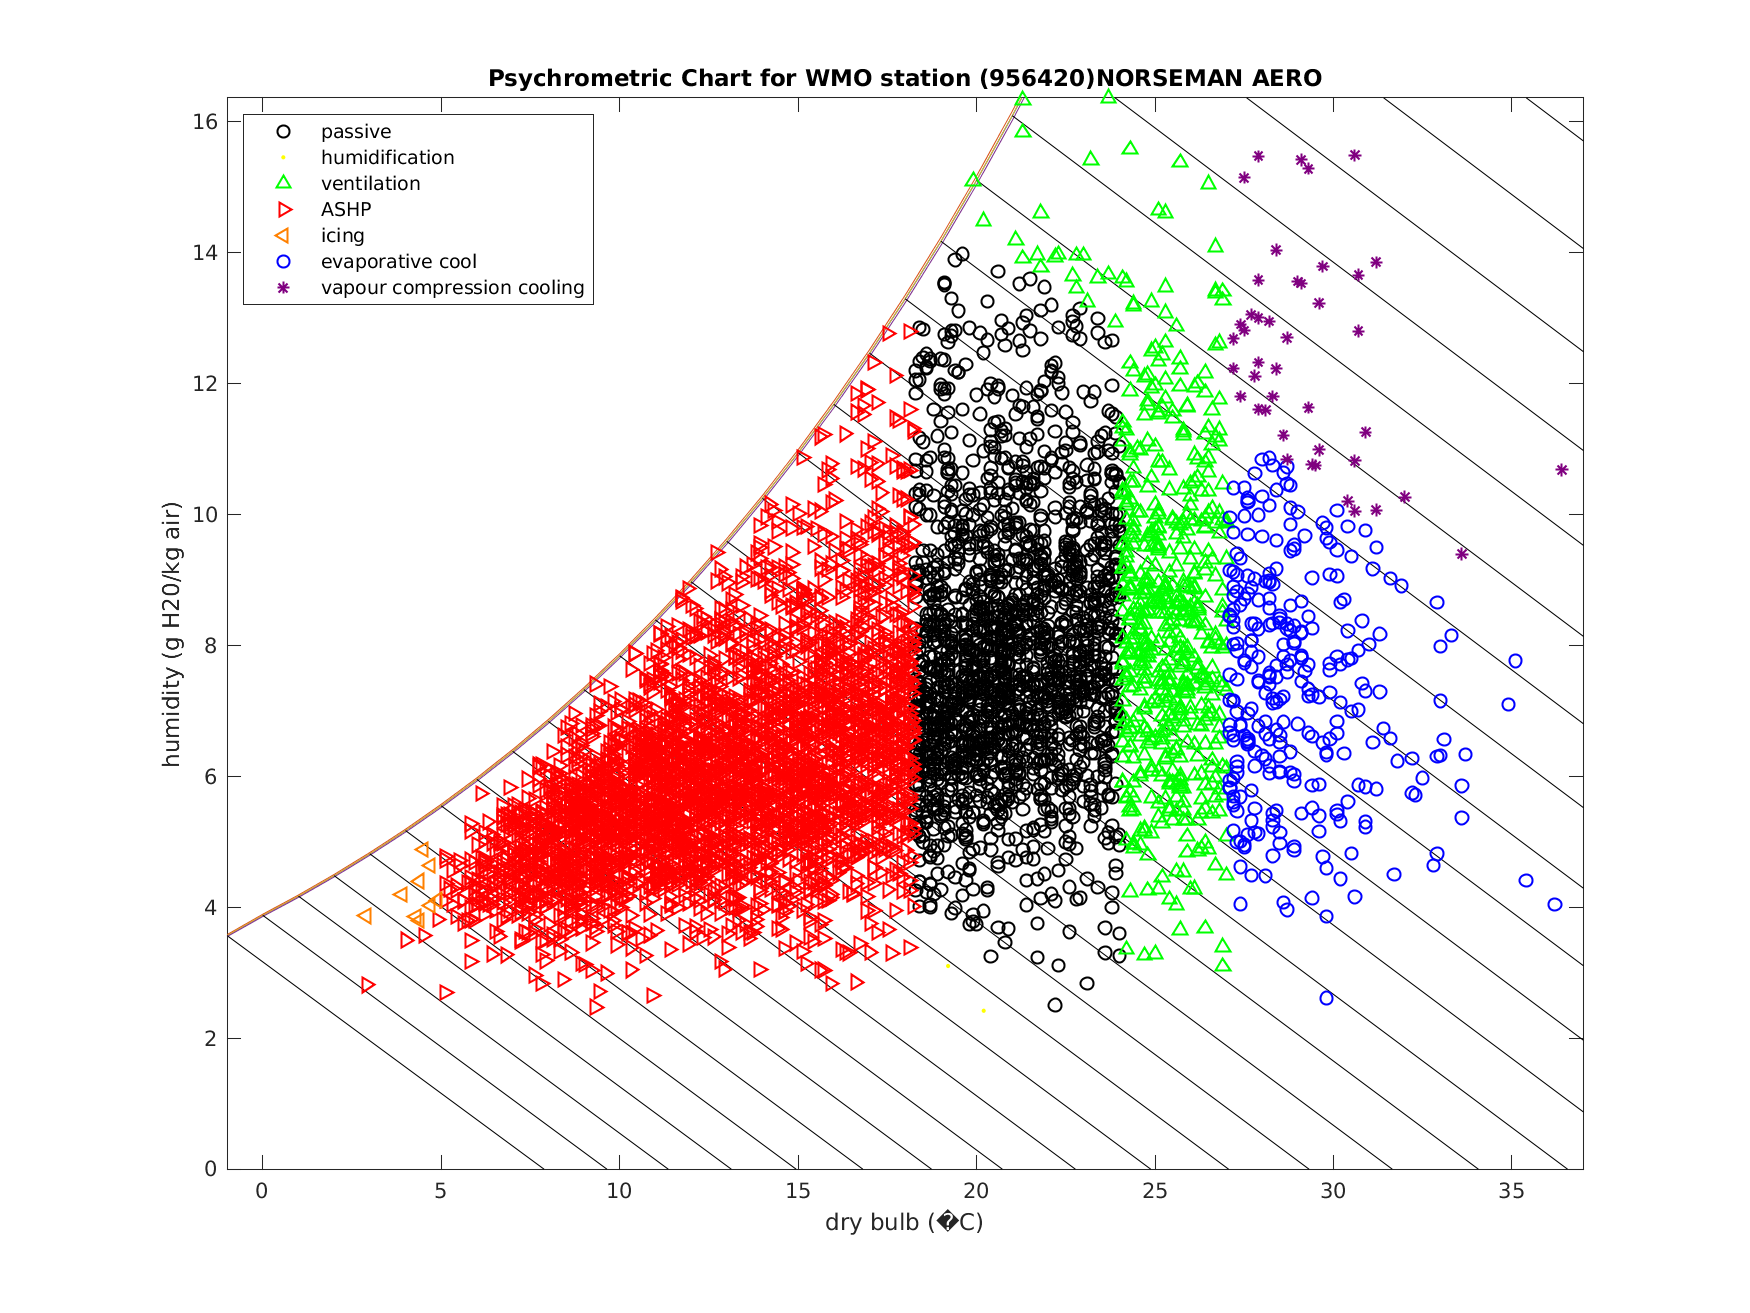 Psychrometric Chart for WMO station (956420)NORSEMAN AERO
passive
humidification
ventilation
ASHP
icing
evaporative cool
vapour compression cooling
humidity (g H20/kg air)
16
14
12
10
8
6
4
2
0
0 5 10 15 20 25 30 35
dry bulb (�C)